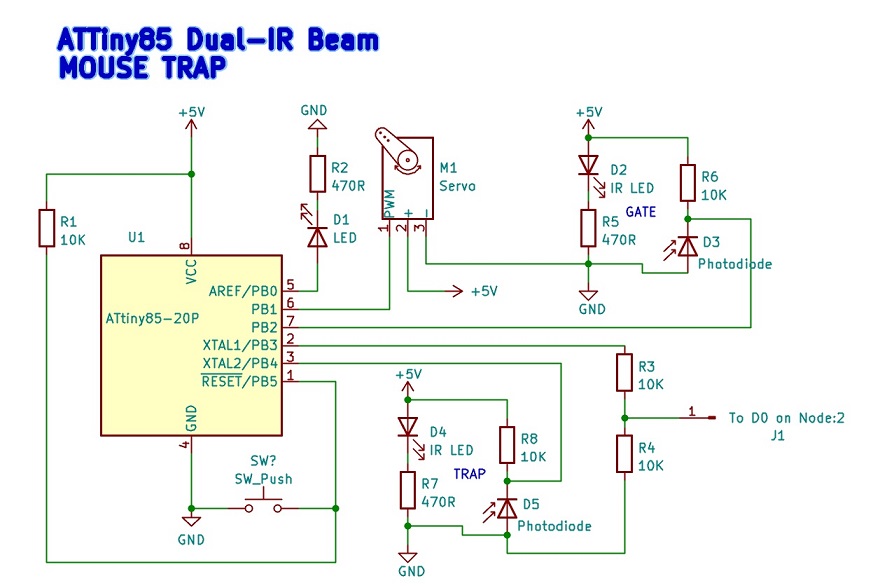 ATTiny85 Dual-IR Beam
MOUSE TRAP
+5V
GND
+5V
R2
470R
M1
Servo
D2
IR LED
R6
10K
R1
10K
U1
8
VCC
D1
LED
PWM
+
-
1
2
3
GATE
R5
470R
D3
Photodiode
ATtiny85-20P
AREF/PB0
5
+5V
PB1
6
GND
PB2
7
XTAL1/PB3
2
XTAL2/PB4
3
RESET/PB5
1
R3
10K
+5V
GND
4
1
To D0 on Node:2
J1
D4
IR LED
R8
10K
R4
10K
SW?
SW_Push
TRAP
R7
470R
D5
Photodiode
GND
GND